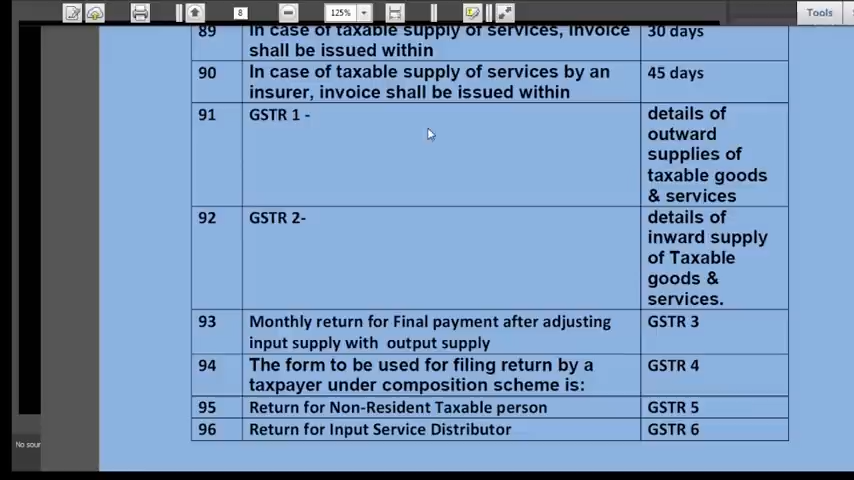 8
125%
Tools
89 In case of taxable supply of services, invoice 30 days
shall be issued within
90 In case of taxable supply of services by an 45 days
insurer, invoice shall be issued within
91 GSTR 1 - details of
outward
supplies of
taxable goods
& services
92 GSTR 2- details of
inward supply
of Taxable
goods &
services.
93 Monthly return for Final payment after adjusting GSTR 3
input supply with output supply
94 The form to be used for filing return by a GSTR 4
taxpayer under composition scheme is:
95 Return for Non-Resident Taxable person GSTR 5
96 Return for Input Service Distributor GSTR 6
No sour